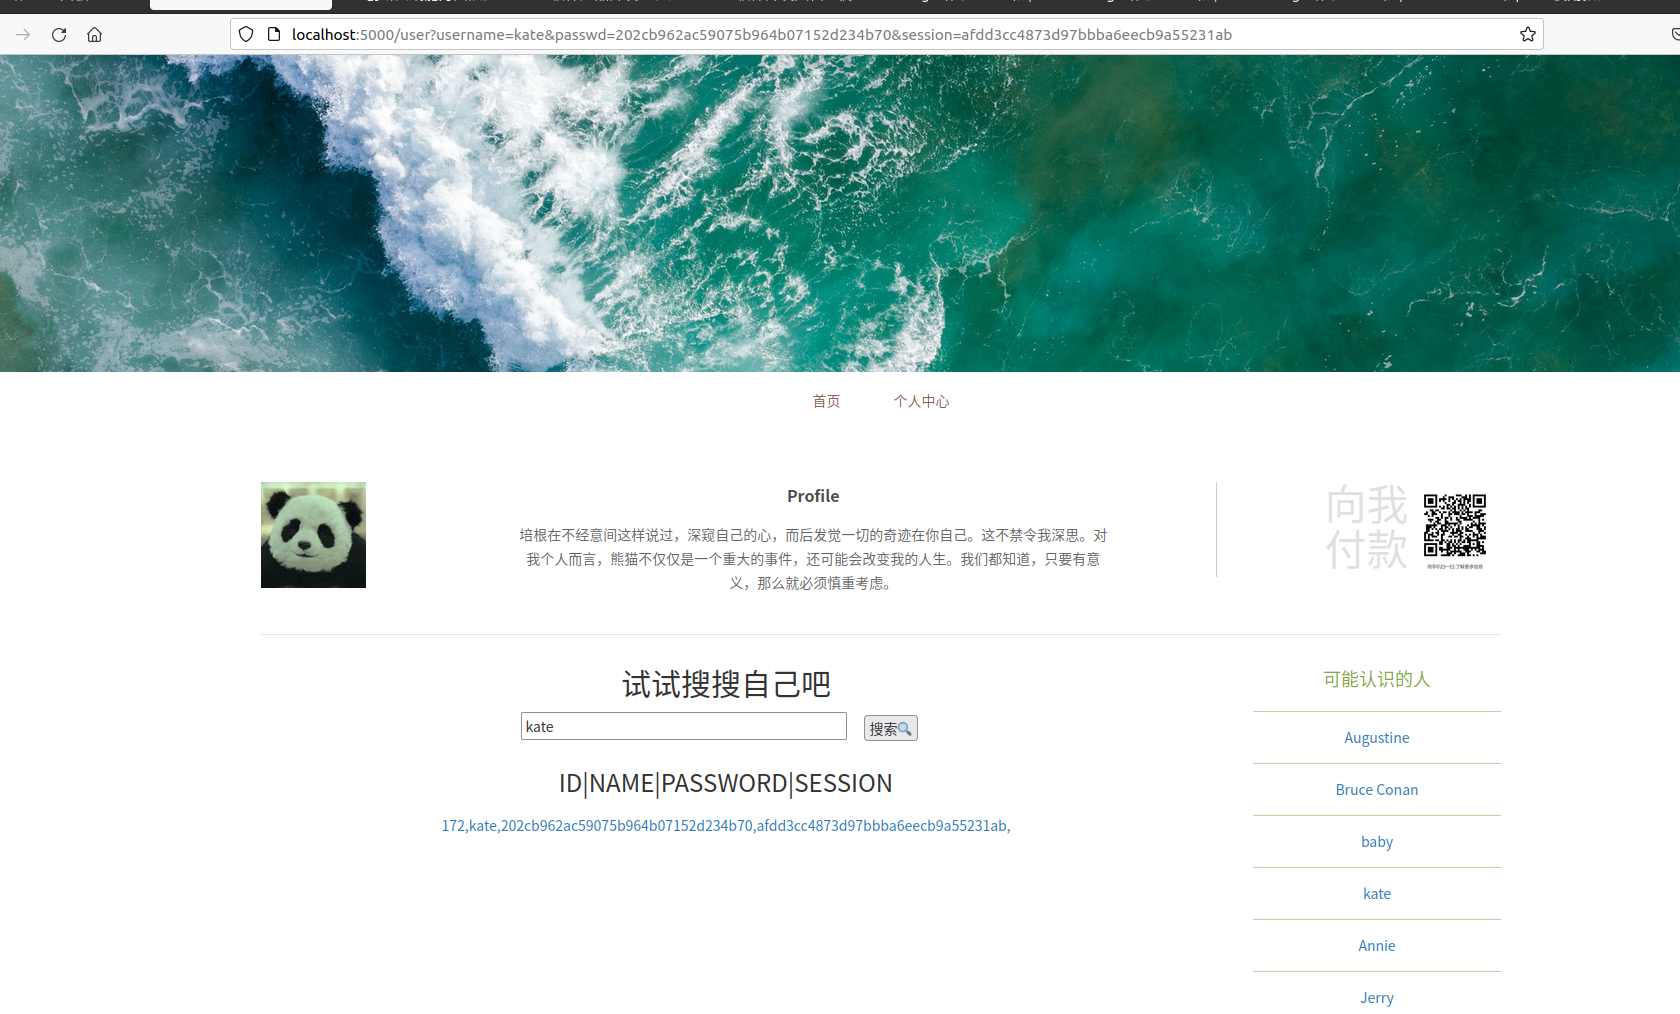 localhost:5000/user?username=kate&passwd=202cb962ac59075b964b07152d234b70&session=afdd3cc4873d97bbba6eecb9a55231ab
首页 个人中心
Profile
培根在不经意间这样说过，深窥自己的心，而后发觉一切的奇迹在你自己。这不禁令我深思。对
我个人而言，熊猫不仅仅是一个重大的事件，还可能会改变我的人生。我们都知道，只要有意
义，那么就必须慎重考虑。
向我
付款
试试搜搜自己吧
kate
搜索🔍
ID|NAME|PASSWORD|SESSION
172,kate,202cb962ac59075b964b07152d234b70,afdd3cc4873d97bbba6eecb9a55231ab,
可能认识的人
Augustine
Bruce Conan
baby
kate
Annie
Jerry